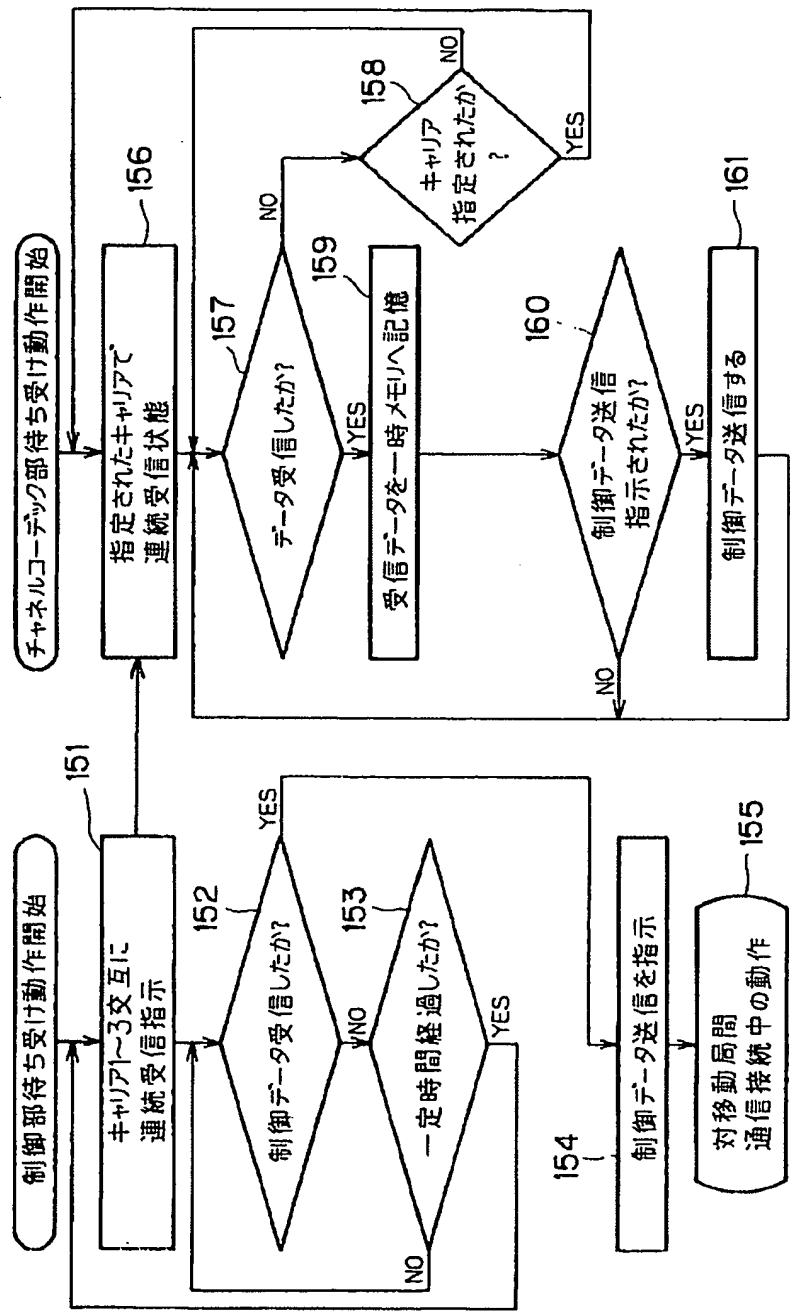 制御部待ち受け動作開始
151
キャリア1~3交互に
連続受信指示
152
制御データ受信したか?
YES
NO
153
一定時間経過したか?
NO
YES
154
制御データ送信を指示
155
対移動局間
通信接続中の動作
チャネルコーデック部待ち受け動作開始
156
指定されたキャリアで
連続受信状態
157
データ受信したか?
NO
YES
158
キャリア
指定されたか
?
NO
YES
159
受信データを一時メモリへ記憶
160
制御データ送信
指示されたか?
NO
YES
161
制御データ送信する